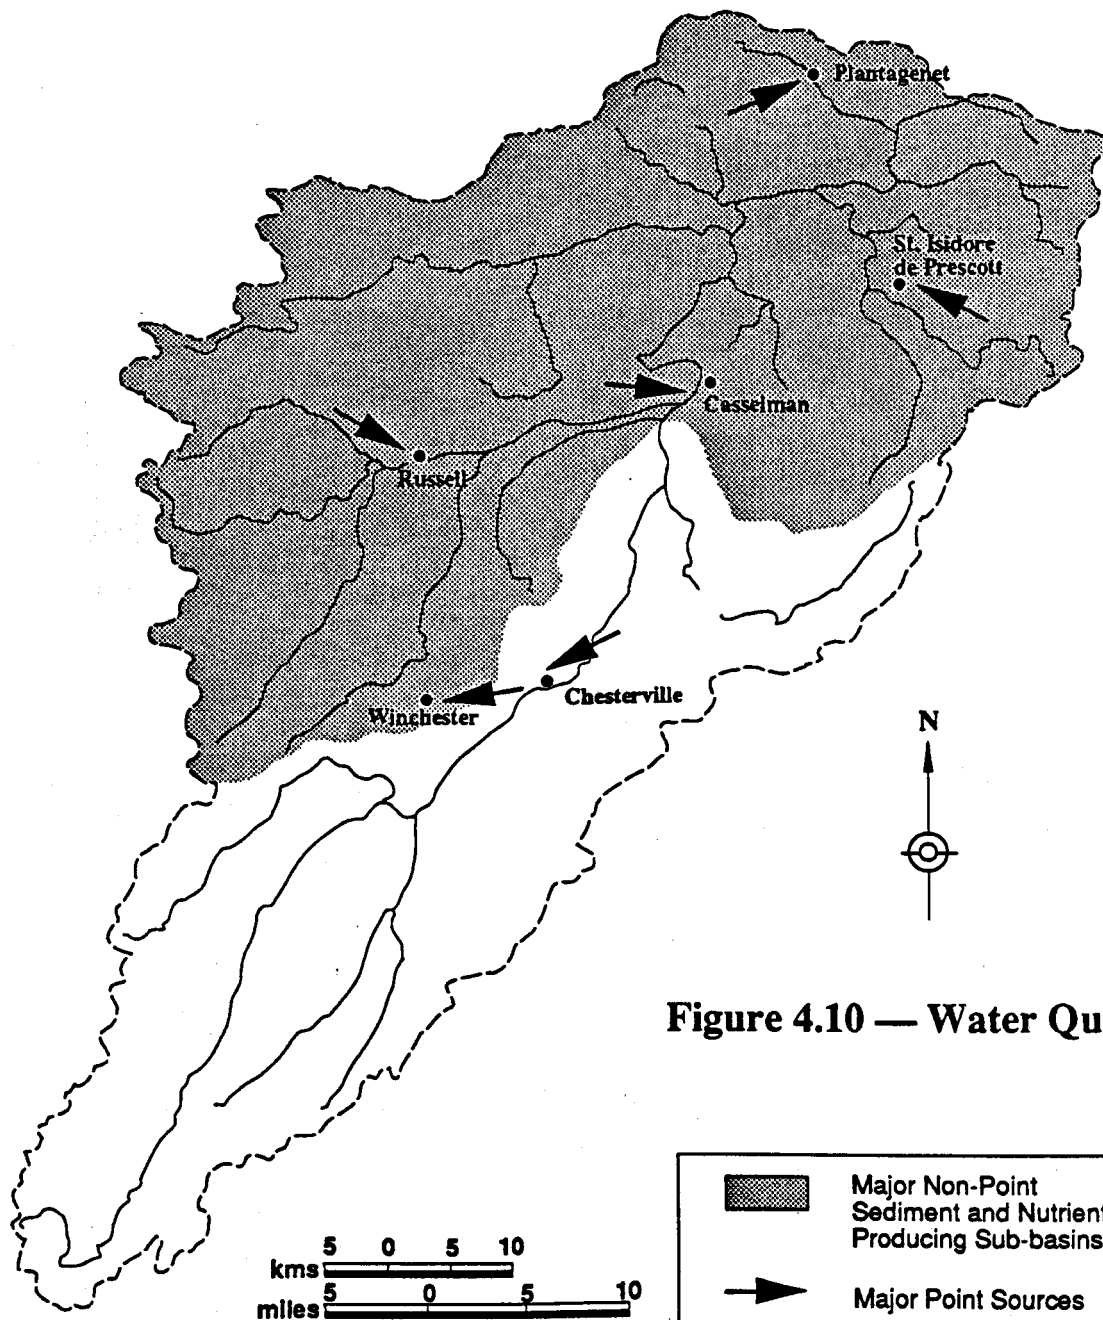 Plantagenet
St. Isidore
de Prescott
Casselman
Russell
Chesterville
Winchester
N
Figure 4.10 — Water Qu
5 0 5 10
kms
miles
5 0 5 10
Major Non-Point
Sediment and Nutrient
Producing Sub-basins
Major Point Sources